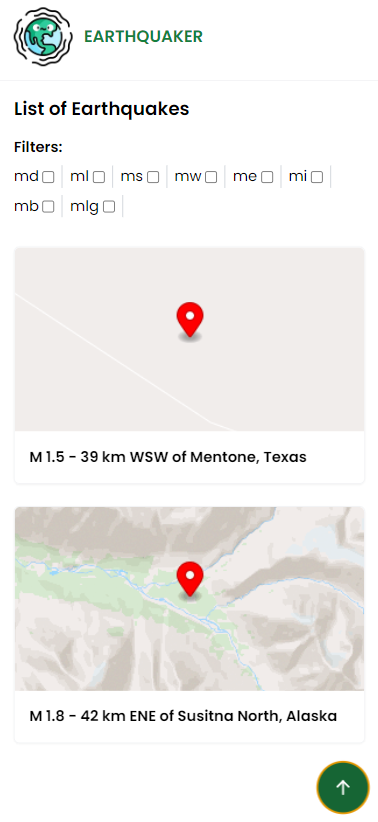 EARTHQUAKER
List of Earthquakes
Filters:
md ml ms mw me mi
mb mlg
M 1.5 - 39 km WSW of Mentone, Texas
M 1.8 - 42 km ENE of Susitna North, Alaska